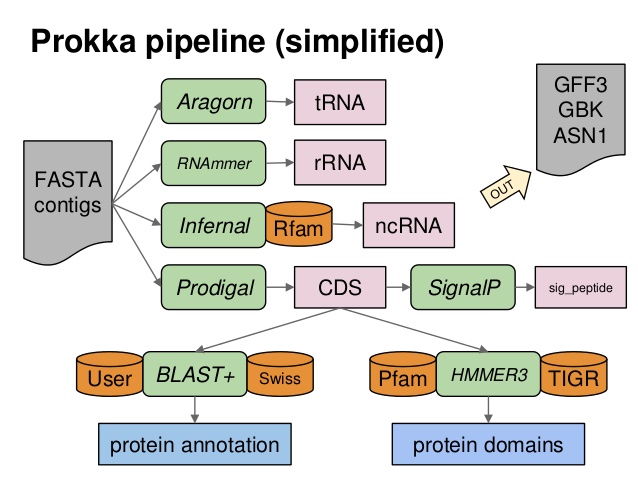 Prokka pipeline (simplified)
GFF3
GBK
ASN1
Aragorn
tRNA
FASTA
contigs
RNAmmer
rRNA
OUT
Infernal
Rfam
ncRNA
Prodigal
CDS
SignalP
sig_peptide
User
BLAST+
Swiss
Pfam
HMMER3
TIGR
protein annotation
protein domains